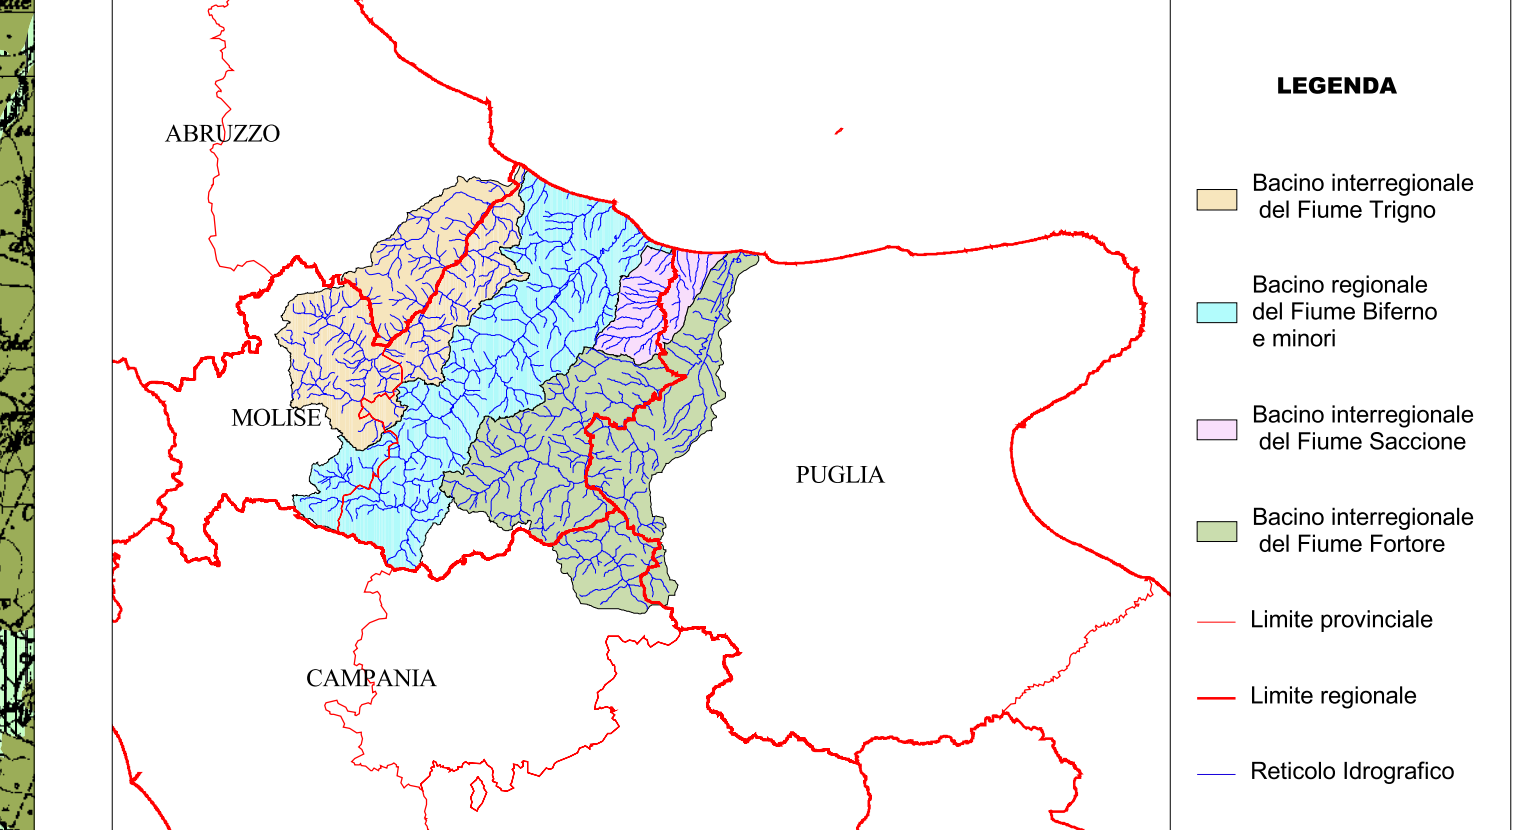 ABRUZZO
MOLISE
PUGLIA
CAMPANIA
LEGENDA
Bacino interregionale
del Fiume Trigno
Bacino regionale
del Fiume Biferno
e minori
Bacino interregionale
del Fiume Saccione
Bacino interregionale
del Fiume Fortore
Limite provinciale
Limite regionale
Reticolo Idrografico